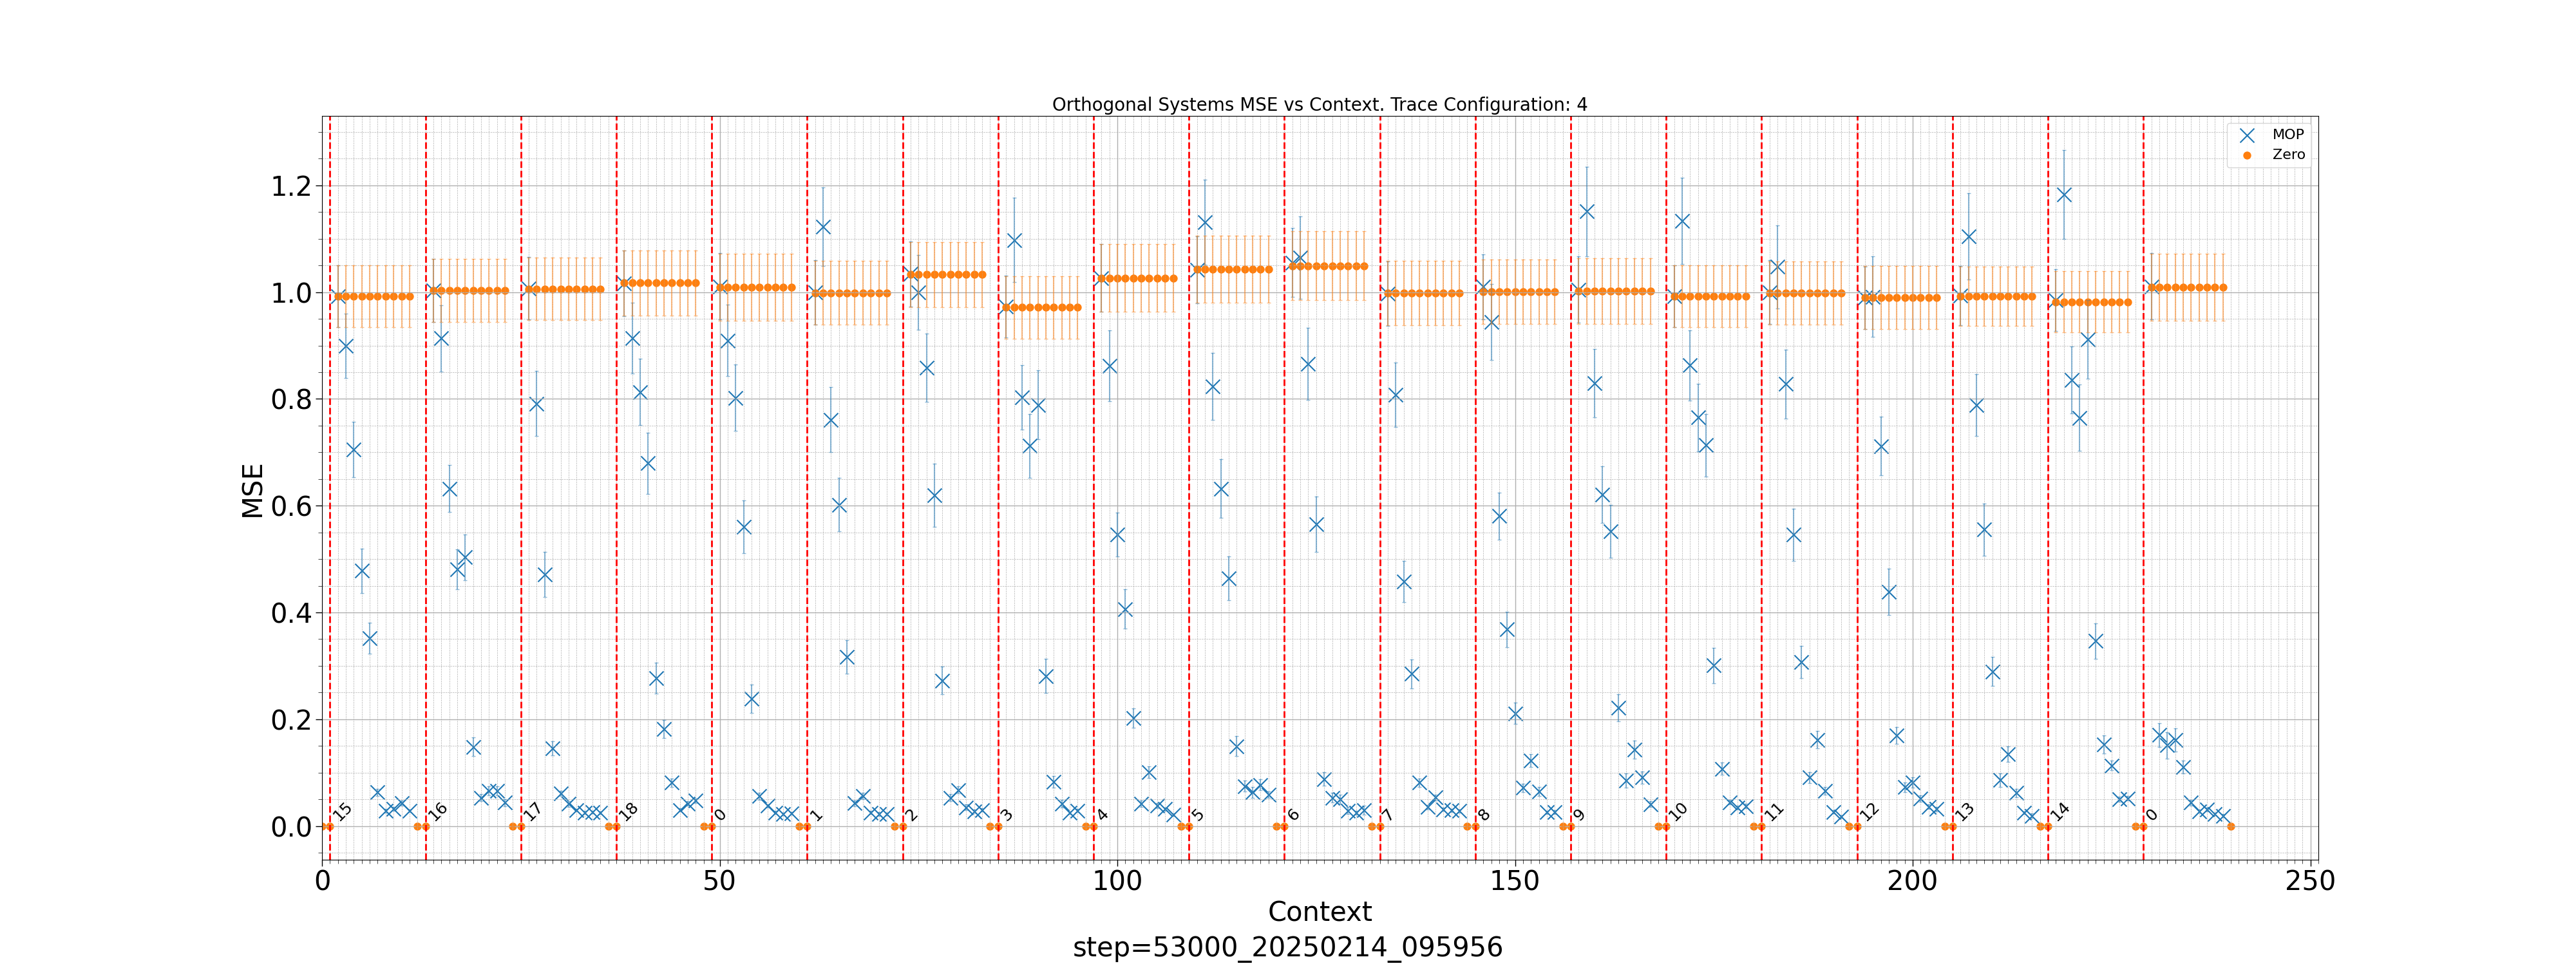 Orthogonal Systems MSE vs Context. Trace Configuration: 4
MOP
Zero
1.2
1.0
0.8
0.6
0.4
0.2
0.0
MSE
15 16 17 18 0 1 2 3 4 5 6 7 8 9 10 11 12 13 14 0
0 50 100 150 200 250
Context
step=53000_20250214_095956